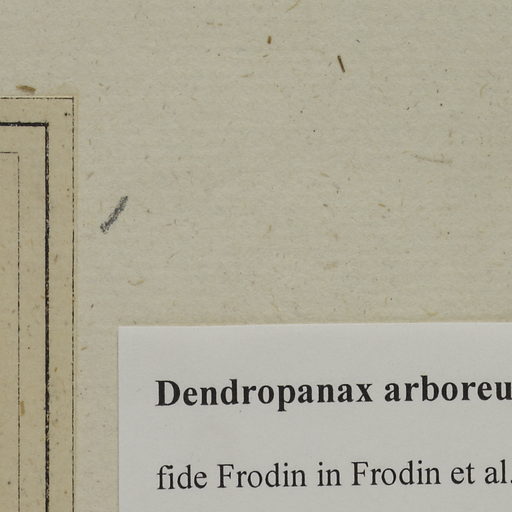 Dendropanax arboreu
fide Frodin in Frodin et al.